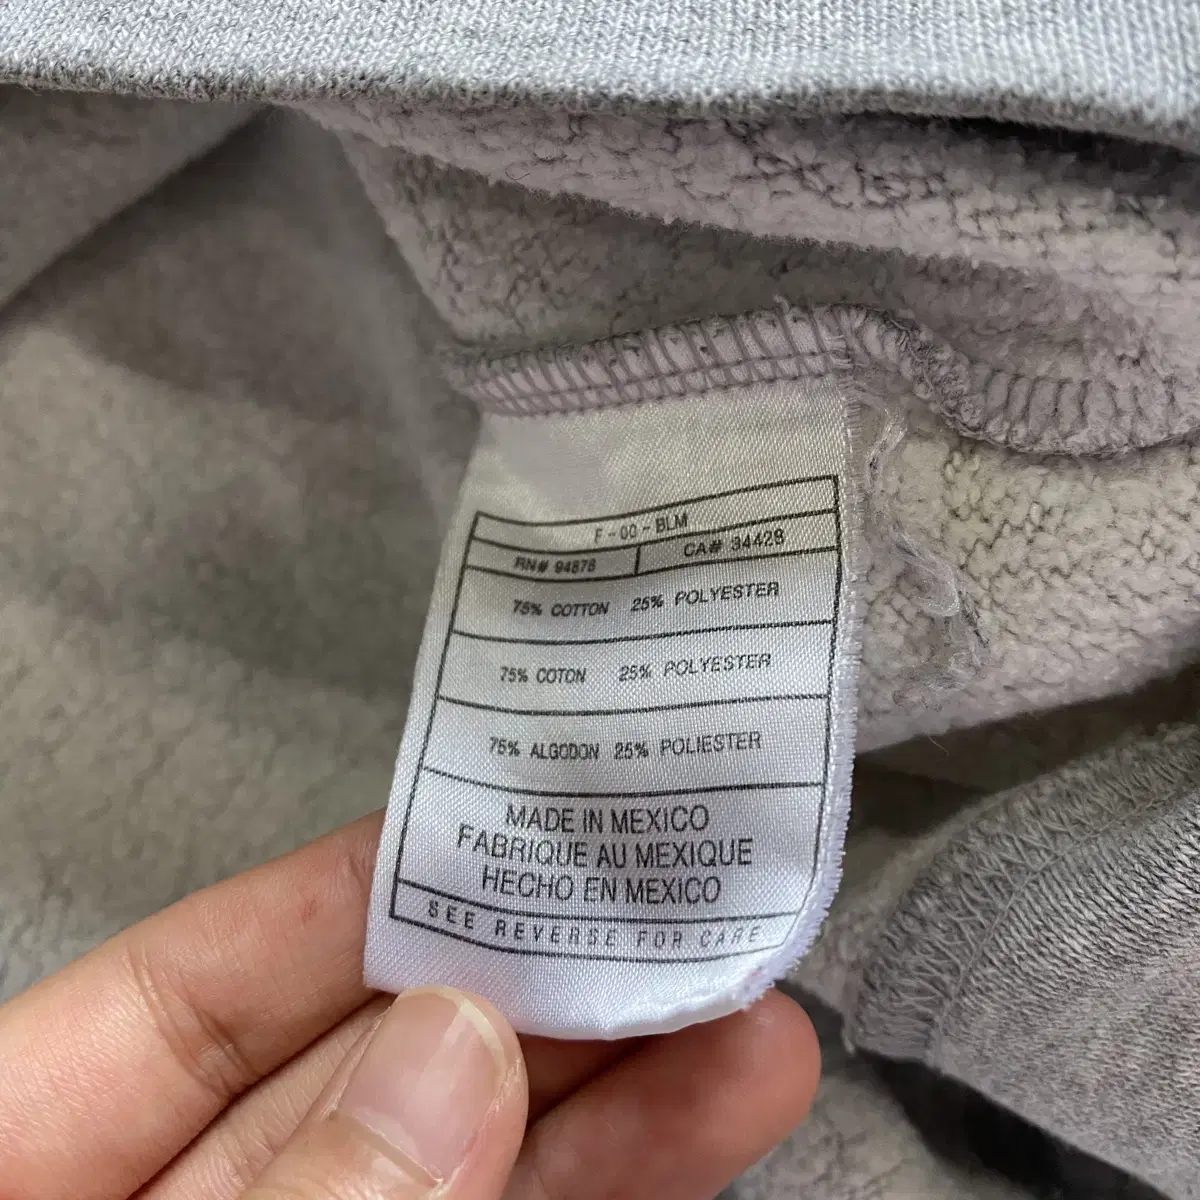 F-00-BLM
RN# 94878 CA# 34428
75% COTTON 25% POLYESTER
75% COTON 25% POLYESTER
75% ALGODON 25% POLIESTER
MADE IN MEXICO
FABRIQUE AU MEXIQUE
HECHO EN MEXICO
SEE REVERSE FOR CARE